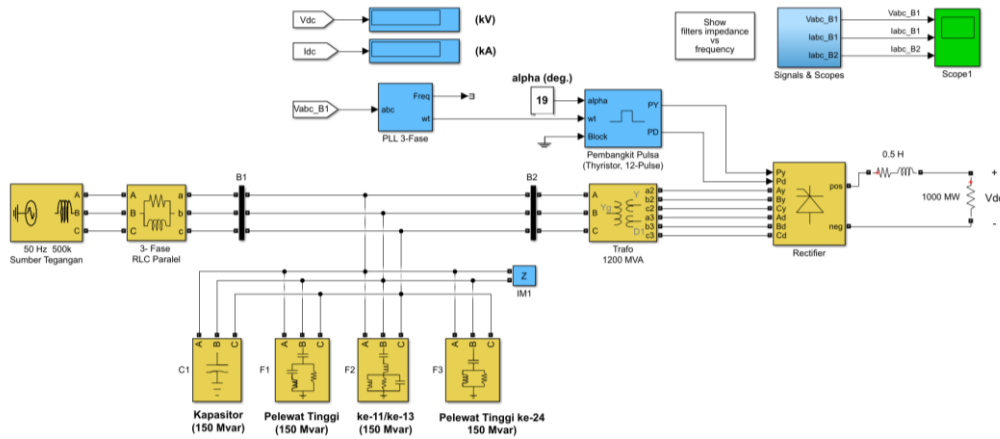 Vdc
(kV)
Idc
(kA)
Show
filters impedance
vs
frequency
Vabc_B1
Iabc_B1
Iabc_B2
Vabc_B1
Iabc_B1
Iabc_B2
Signals & Scopes
Scope1
alpha (deg.)
19
Vabc_B1
abc
Freq
wt
PLL 3-Fase
alpha
wt
Block
PY
PD
Pembangkit Pulsa
(Thyristor, 12-Pulse)
0.5 H
1000 MW
+
Vdc
-
B1
B2
A
B
C
50 Hz 500k
Sumber Tegangan
A
B
C
a
b
c
3- Fase
RLC Paralel
A
B
C
a
b
c
A
B
C
a
b
c
A
B
C
Yg
Y
D1
a2
b2
c2
a3
b3
c3
Trafo
1200 MVA
Py
Pd
Ay
By
Cy
Ad
Bd
Cd
pos
neg
Rectifier
Z
IM1
A
B
C
C1
Kapasitor
(150 Mvar)
A
B
C
F1
Pelewat Tinggi
(150 Mvar)
A
B
C
F2
ke-11/ke-13
(150 Mvar)
A
B
C
F3
Pelewat Tinggi ke-24
150 Mvar)